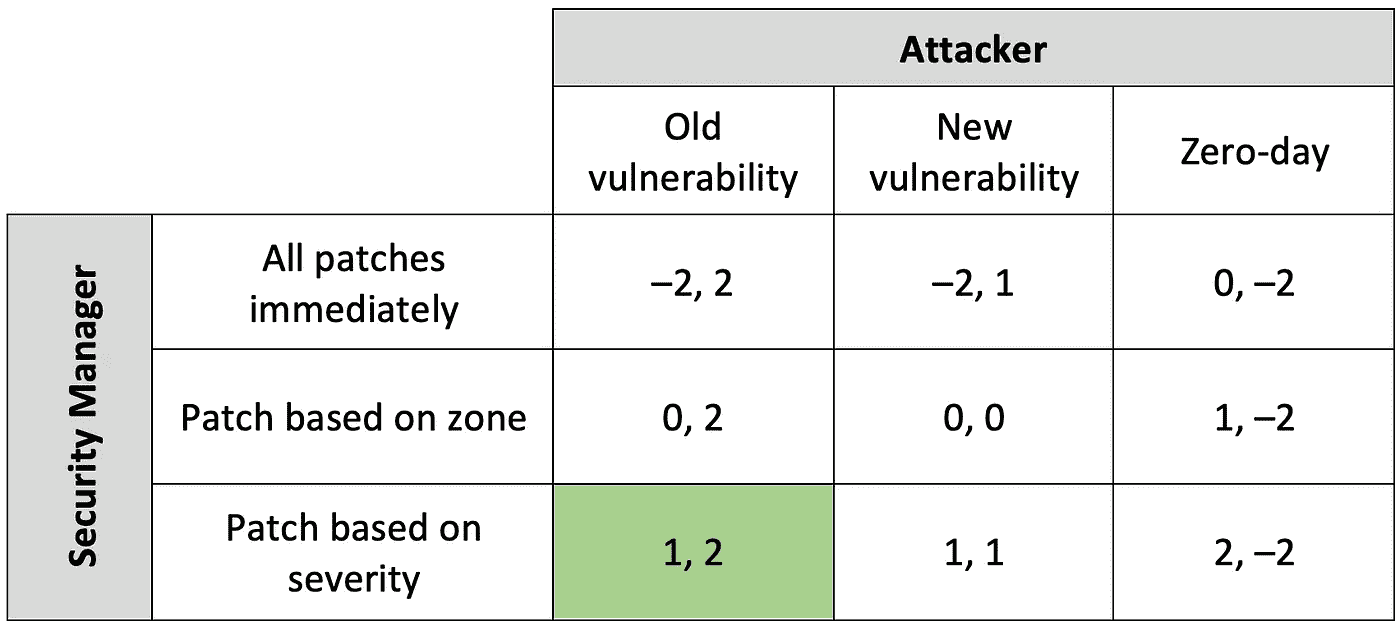 Attacker
Old
vulnerability
New
vulnerability
Zero-day
Security Manager
All patches
immediately
–2, 2
–2, 1
0, –2
Patch based on zone
0, 2
0, 0
1, –2
Patch based on
severity
1, 2
1, 1
2, –2